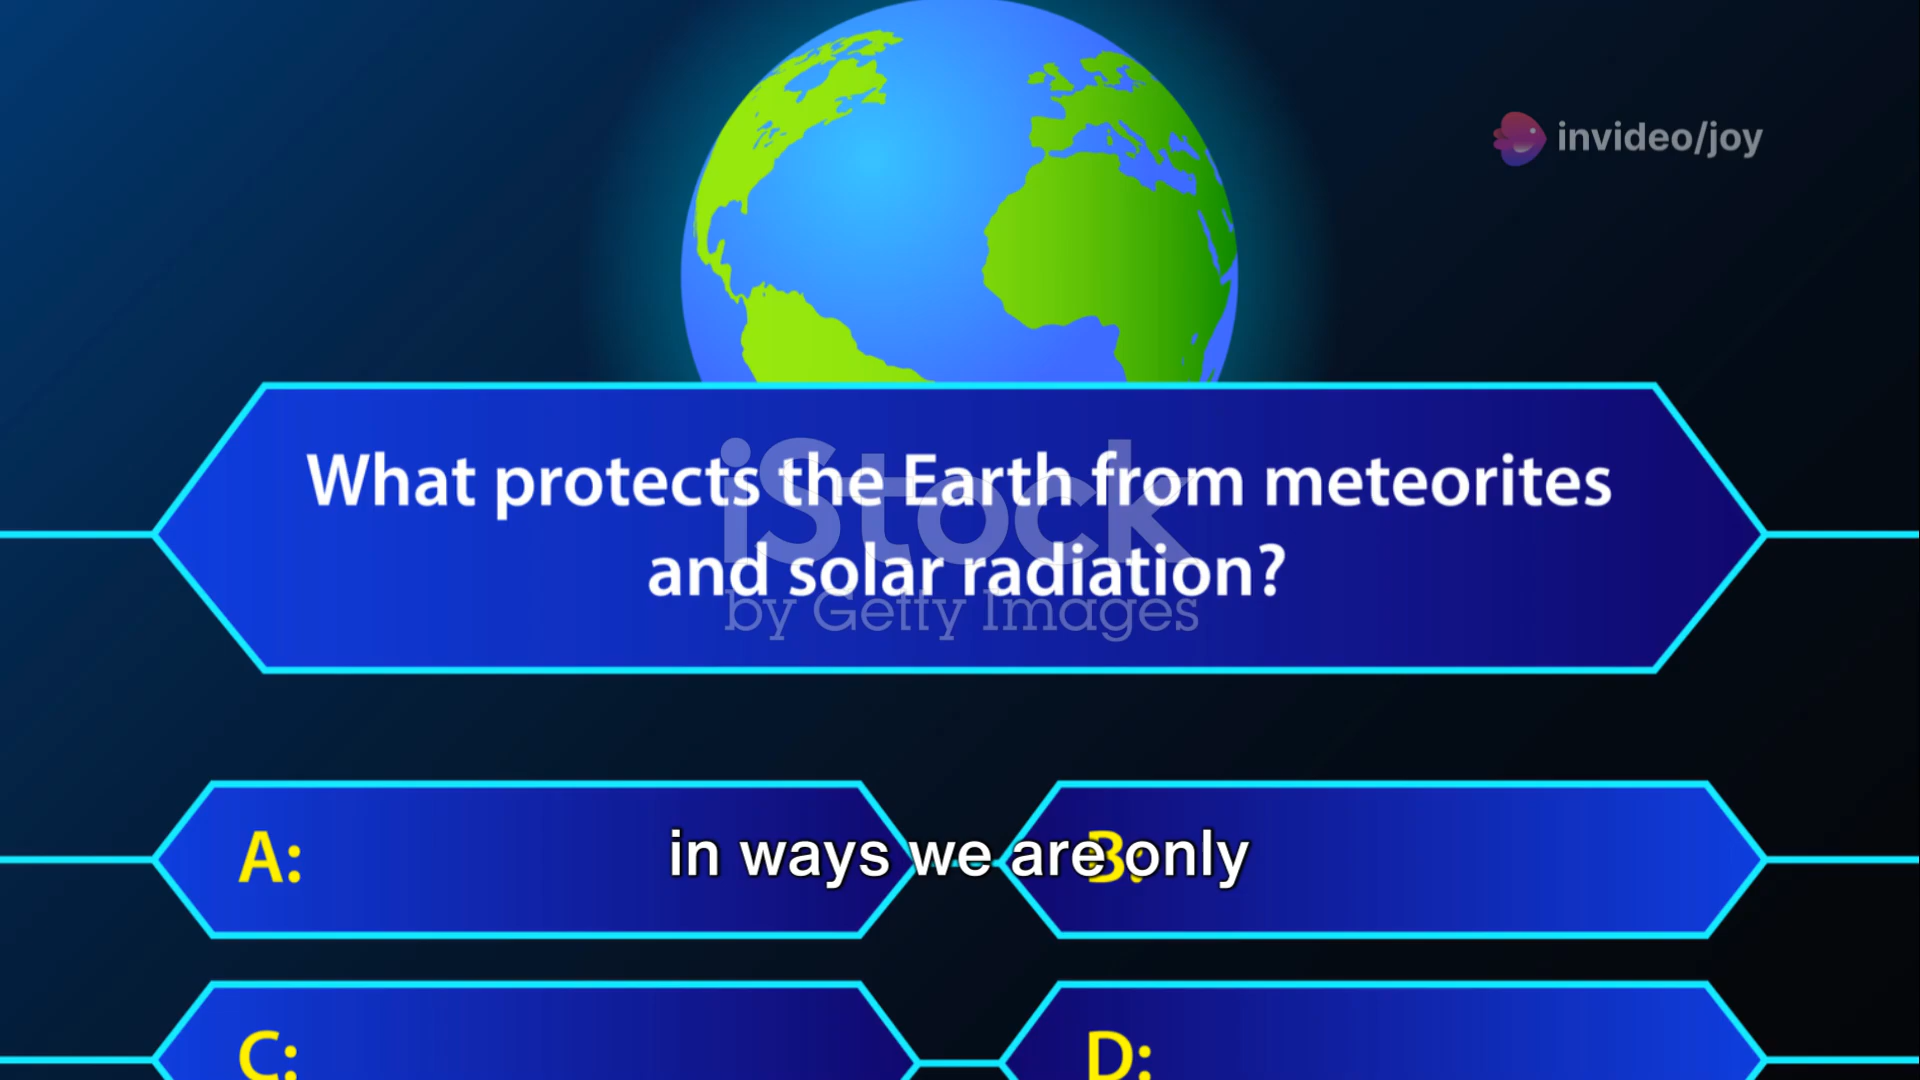 invideo/joy
What protects the Earth from meteorites
and solar radiation?
iStock
by Getty Images
A:
B:
in ways we are only
C:
D: